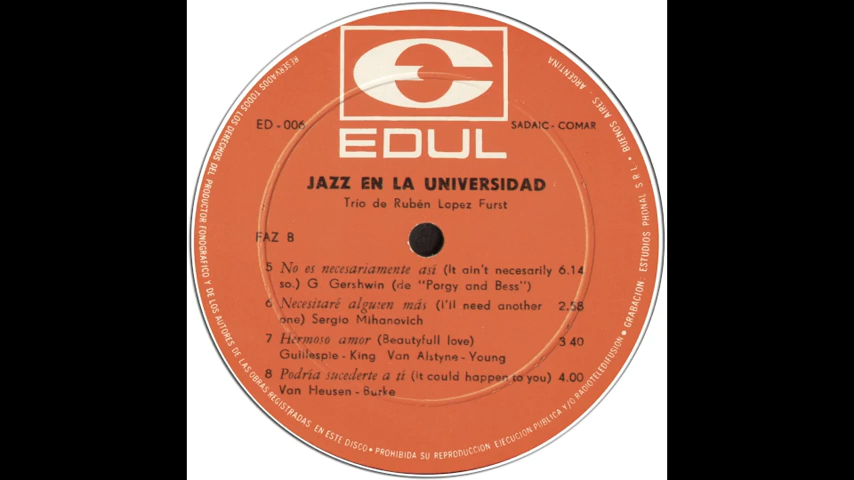 EDUL
ED - 006
SADAIC - COMAR
JAZZ EN LA UNIVERSIDAD
Trio de Rubén Lopez Furst
FAZ B
5 No es necesariamente asi (It ain't necesarily 6.14
so.) G Gershwin (de "Porgy and Bess")
6 Necesitaré alguien más (I'll need another 2.58
one) Sergio Mihanovich
7 Hermoso amor (Beautyfull love) 3 40
Guillespie - King Van Alstyne - Young
8 Podria sucederte a ti (it could happen to you) 4.00
Van Heusen - Burke
RESERVADOS TODOS LOS DERECHOS DEL PRODUCTOR FONOGRAFICO Y DE LOS AUTORES DE LAS OBRAS REGISTRADAS EN ESTE DISCO • PROHIBIDA SU REPRODUCCION EJECUCION PUBLICA Y/O RADIOTELEDIFUSION • GRABACION: ESTUDIOS PHONAL S R L • BUENOS AIRES - ARGENTINA